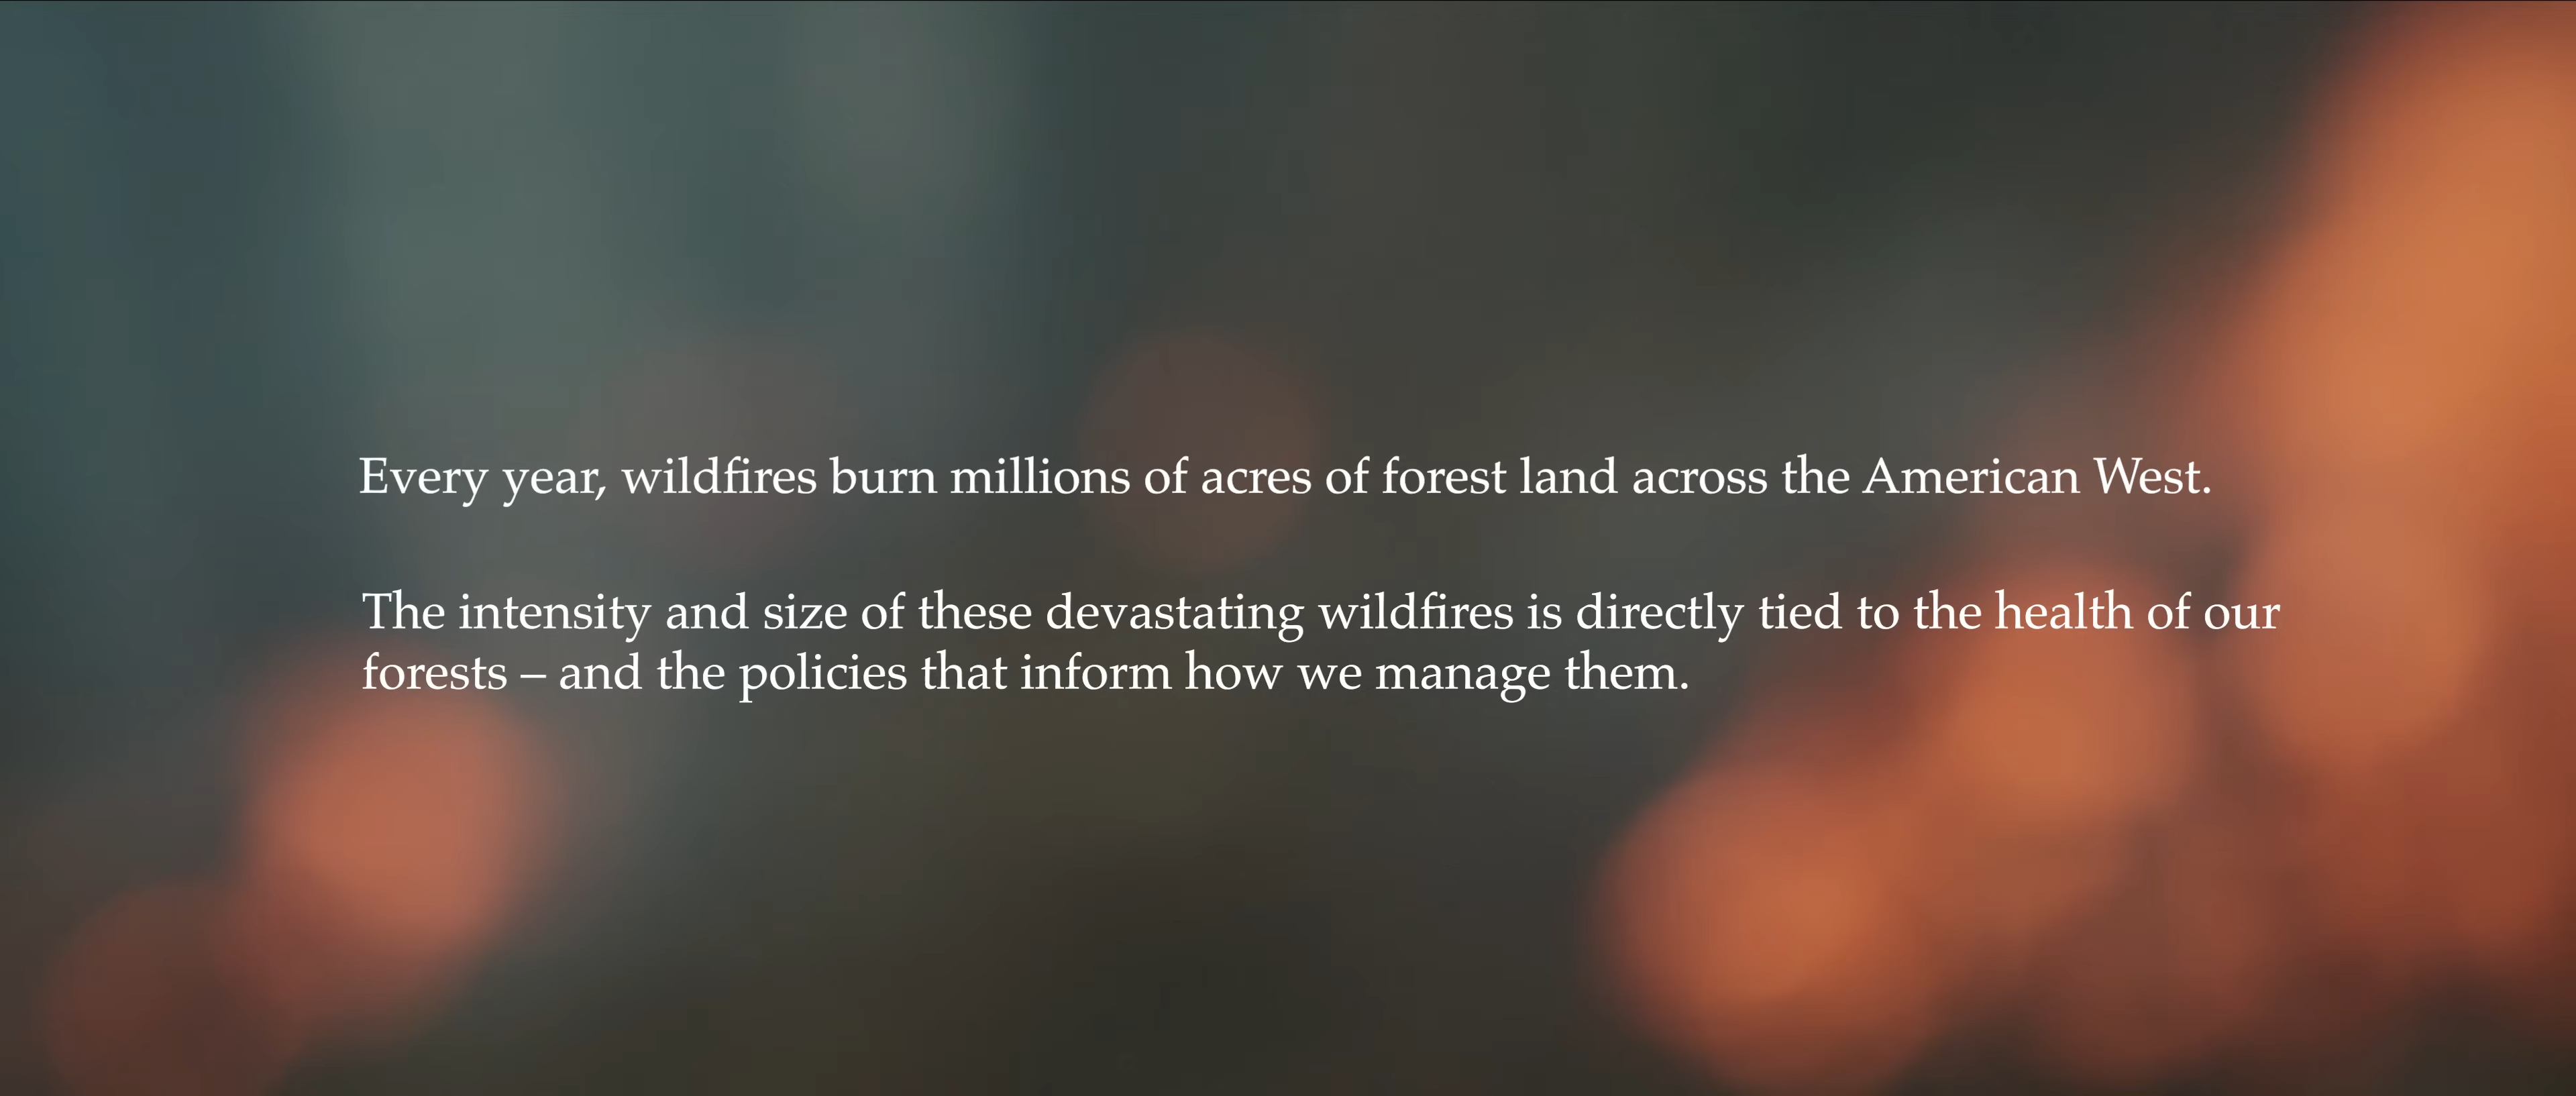 Every year, wildfires burn millions of acres of forest land across the American West.
The intensity and size of these devastating wildfires is directly tied to the health of our
forests – and the policies that inform how we manage them.